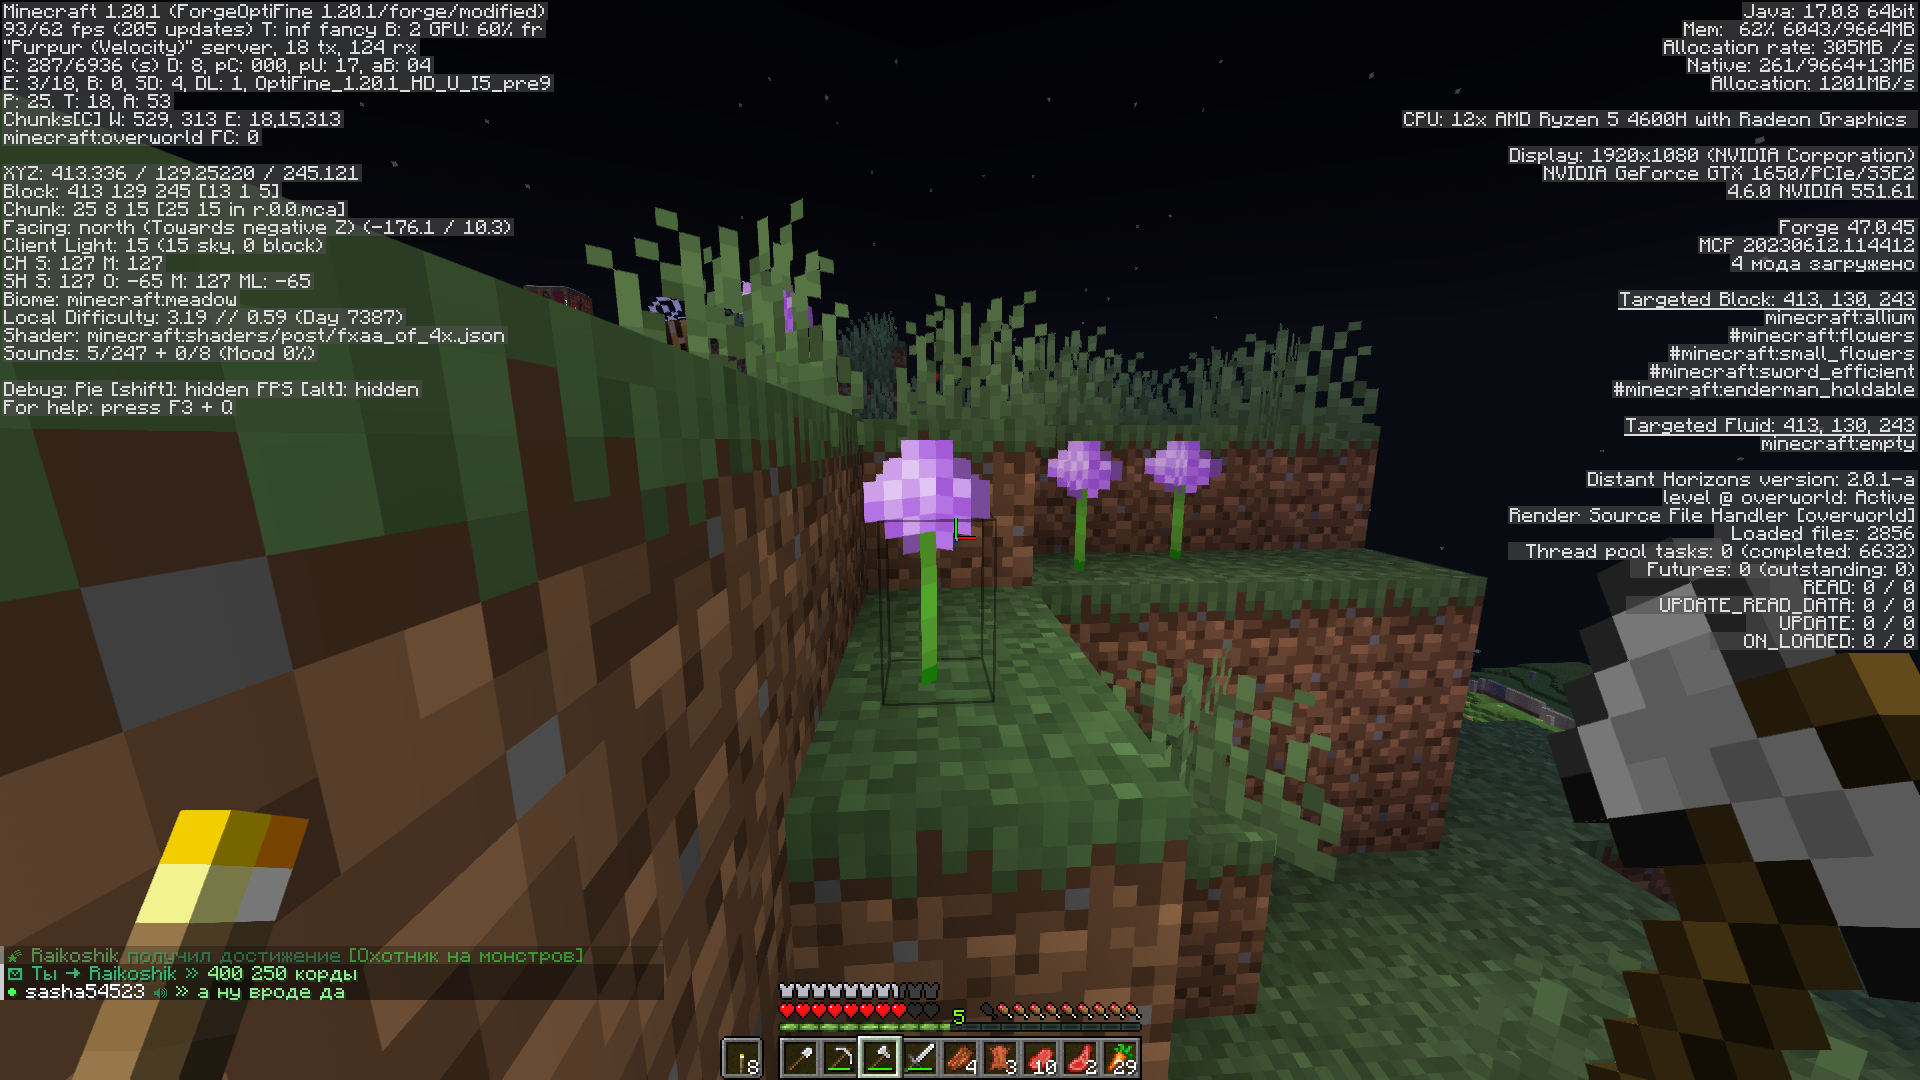 Minecraft 1.20.1 (ForgeOptiFine 1.20.1/forge/modified)
93/62 fps (205 updates) T: inf fancy B: 2 GPU: 60% fr
"Purpur (Velocity)" server, 18 tx, 124 rx
C: 287/6936 (s) D: 8, pC: 000, pU: 17, aB: 04
E: 3/18, B: 0, SD: 4, DL: 1, OptiFine_1.20.1_HD_U_I5_pre9
P: 25. T: 18, A: 53
Chunks[C] W: 529, 313 E: 18,15,313
minecraft:overworld FC: 0
XYZ: 413.336 / 129.25220 / 245.121
Block: 413 129 245 [13 1 5]
Chunk: 25 8 15 [25 15 in r.0.0.mca]
Facing: north (Towards negative Z) (-176.1 / 10.3)
Client Light: 15 (15 sky, 0 block)
CH S: 127 M: 127
SH S: 127 O: -65 M: 127 ML: -65
Biome: minecraft:meadow
Local Difficulty: 3.19 // 0.59 (Day 7387)
Shader: minecraft:shaders/post/fxaa_of_4x.json
Sounds: 5/247 + 0/8 (Mood 0%)
Debug: Pie [shift]: hidden FPS [alt]: hidden
For help: press F3 + Q
Java: 17.0.8 64bit
Mem: 62% 6043/9664MB
Allocation rate: 305MB /s
Native: 261/9664+13MB
Allocation: 1201MB/s
CPU: 12x AMD Ryzen 5 4600H with Radeon Graphics
Display: 1920x1080 (NVIDIA Corporation)
NVIDIA GeForce GTX 1650/PCIe/SSE2
4.6.0 NVIDIA 551.61
Forge 47.0.45
MCP 20230612.114412
4 мода загружено
Targeted Block: 413, 130, 243
minecraft:allium
#minecraft:flowers
#minecraft:small_flowers
#minecraft:sword_efficient
#minecraft:enderman_holdable
Targeted Fluid: 413, 130, 243
minecraft:empty
Distant Horizons version: 2.0.1-a
level @ overworld: Active
Render Source File Handler [overworld]
Loaded files: 2856
Thread pool tasks: 0 (completed: 6632)
Futures: 0 (outstanding: 0)
READ: 0 / 0
UPDATE_READ_DATA: 0 / 0
UPDATE: 0 / 0
ON_LOADED: 0 / 0
Raikoshik получил достижение [Охотник на монстров]
Ты → Raikoshik » 400 250 корды
sasha54523 » а ну вроде да
5
8 4 3 10 2 29